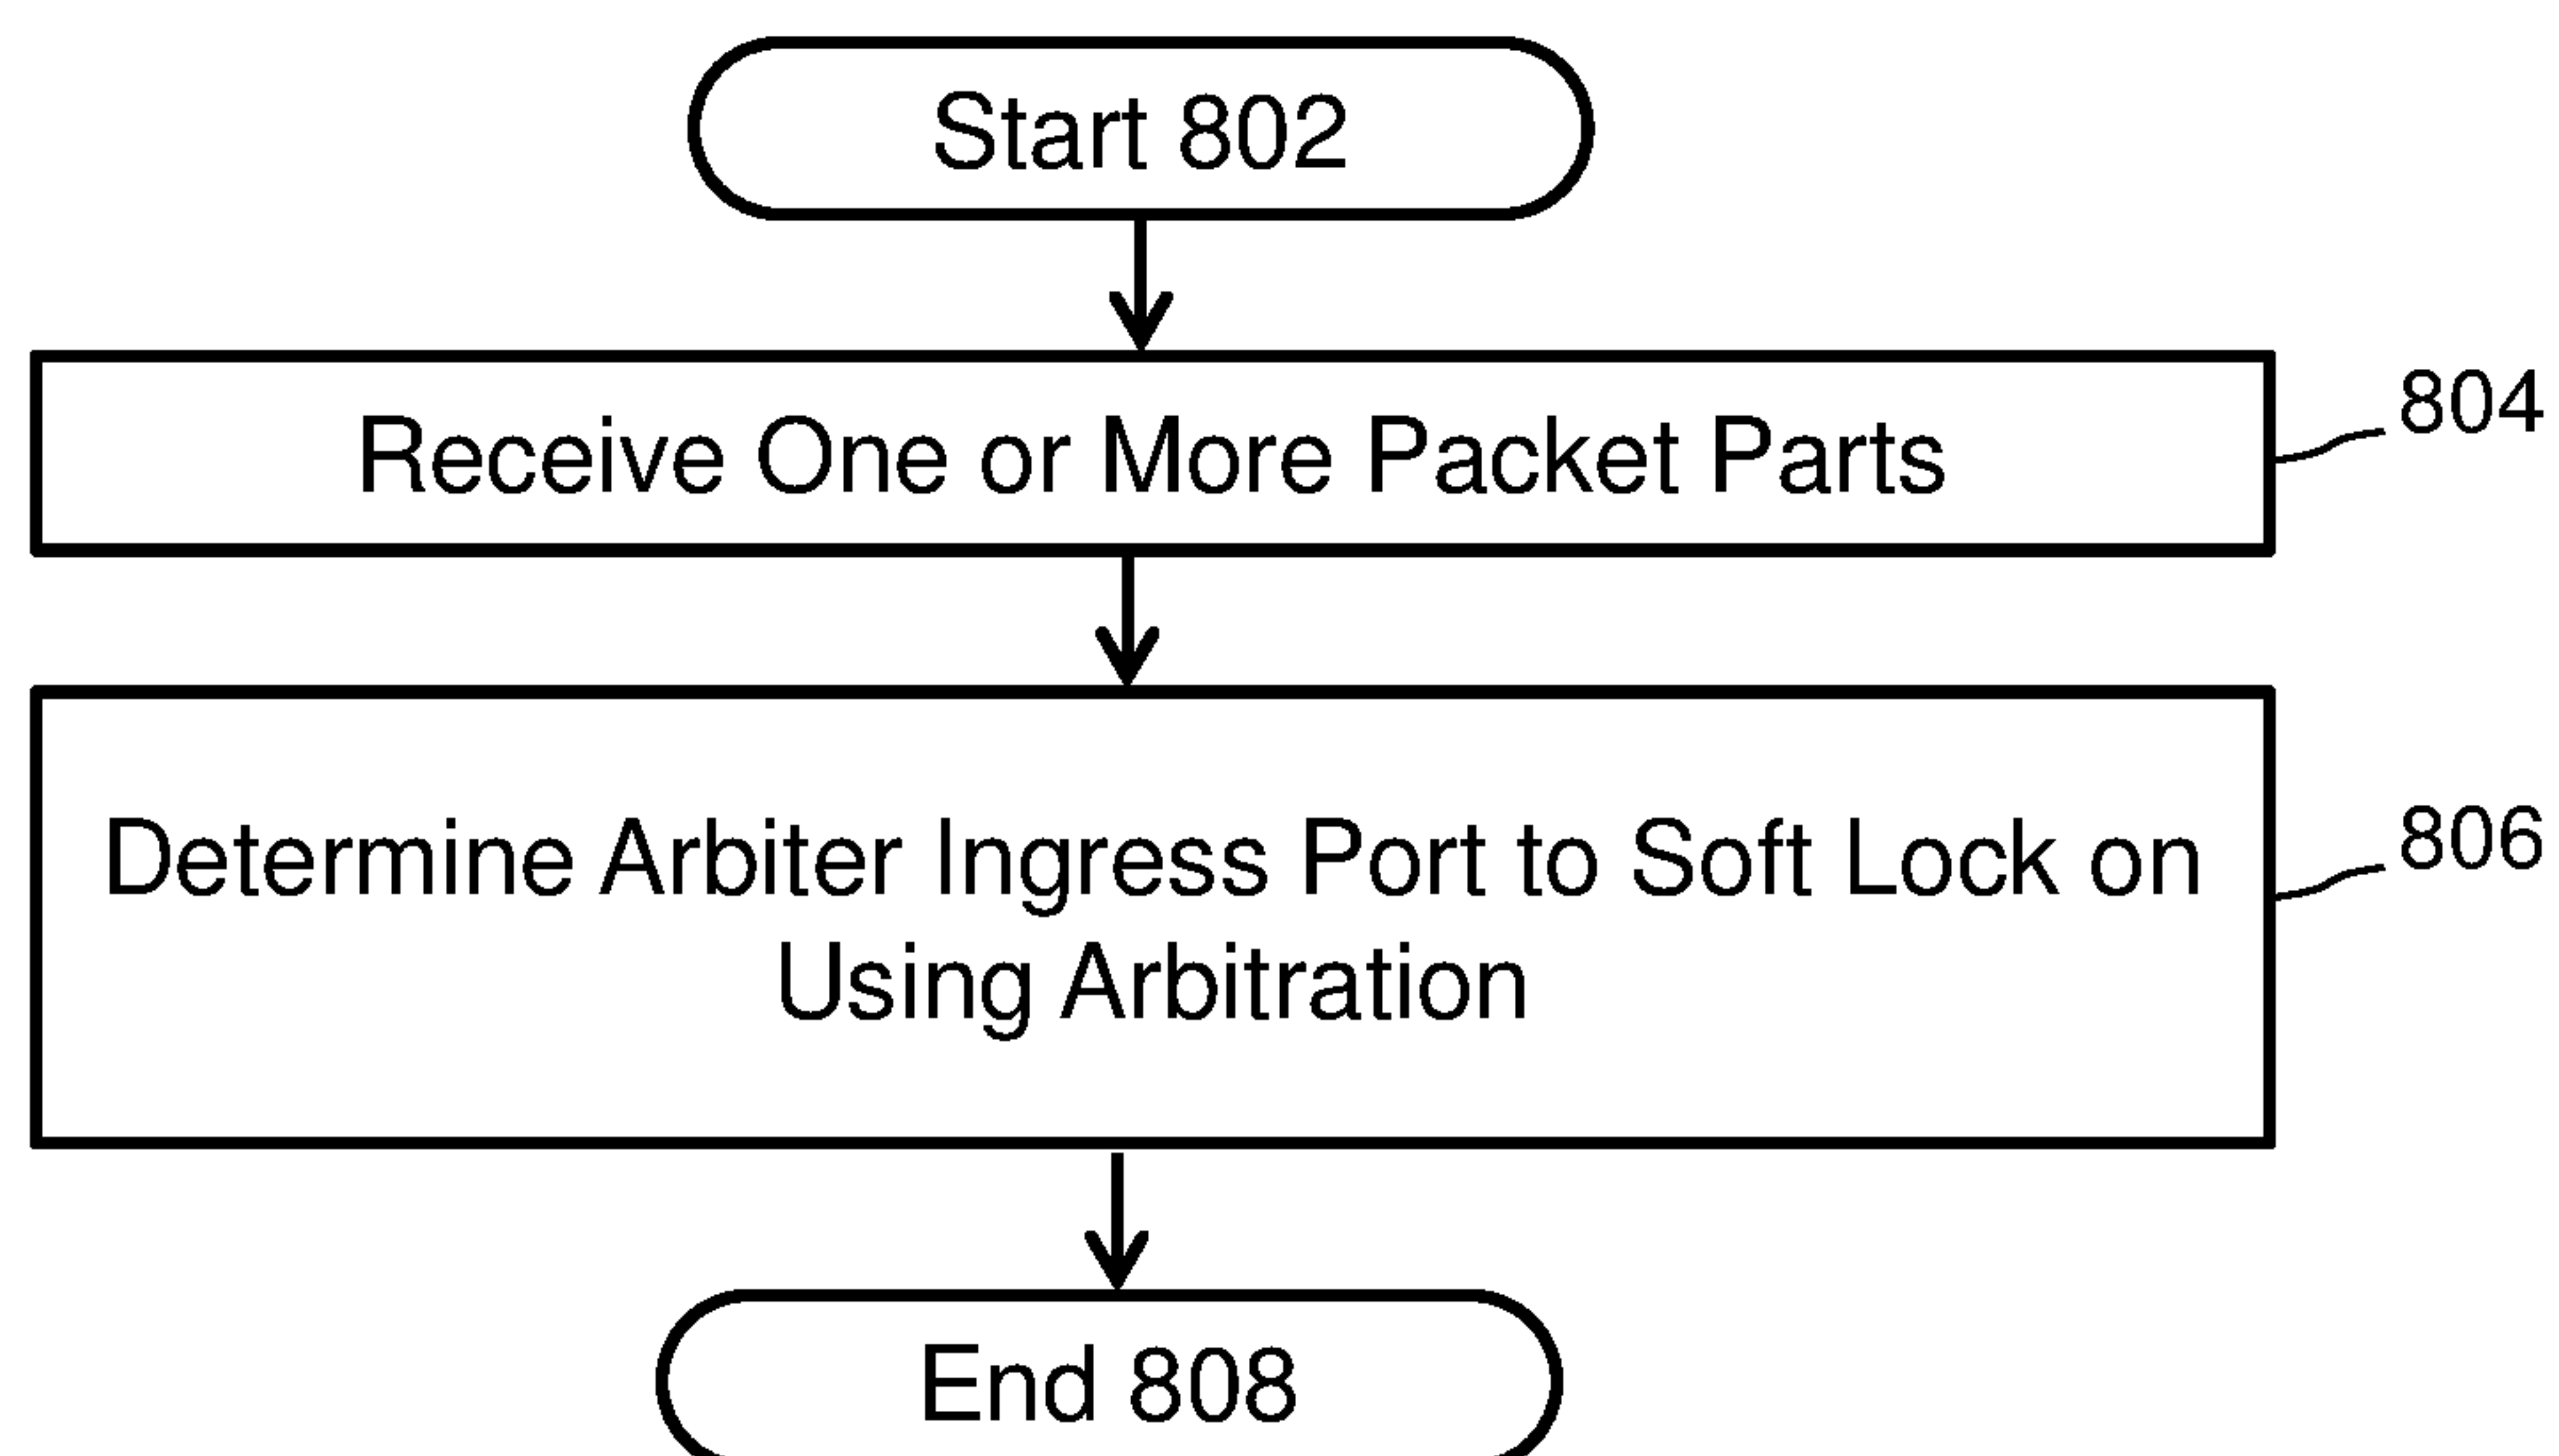 Start 802
Receive One or More Packet Parts
804
Determine Arbiter Ingress Port to Soft Lock on
Using Arbitration
806
End 808